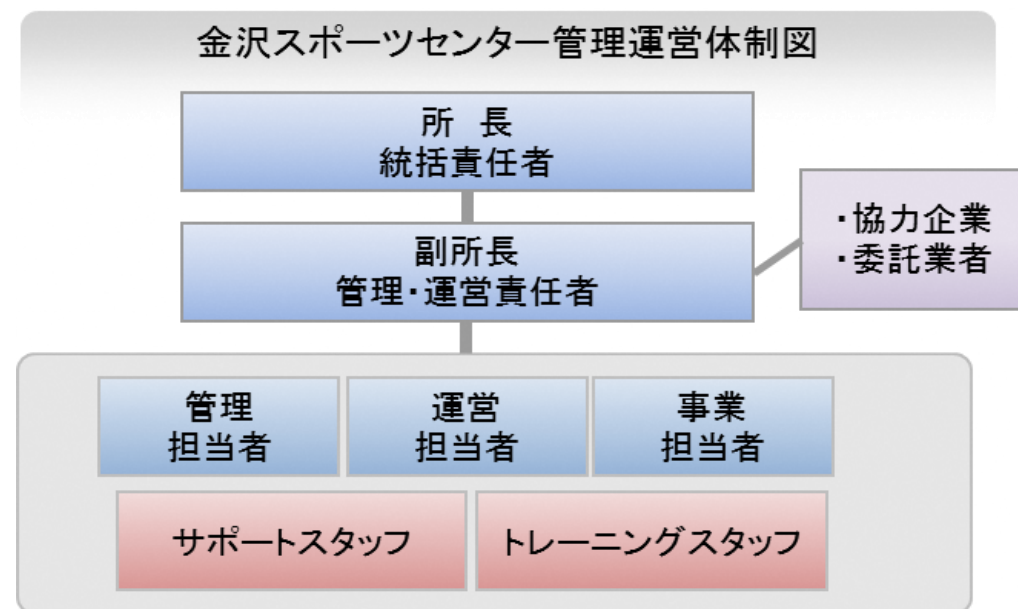 金沢スポーツセンター管理運営体制図
所 長
統括責任者
副所長
管理・運営責任者
・協力企業
・委託業者
管理
担当者
運営
担当者
事業
担当者
サポートスタッフ
トレーニングスタッフ